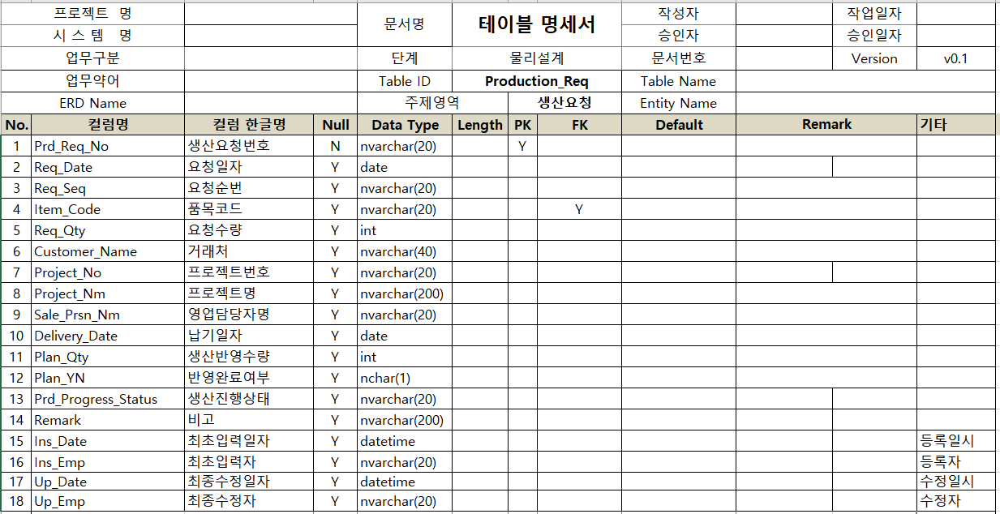 프로젝트 명 문서명 테이블 명세서 작성자 작업일자
시 스 템 명 승인자 승인일자
업무구분 단계 물리설계 문서번호 Version v0.1
업무약어 Table ID Production_Req Table Name
ERD Name 주제영역 생산요청 Entity Name
No. 컬럼명 컬럼 한글명 Null Data Type Length PK FK Default Remark 기타
1 Prd_Req_No 생산요청번호 N nvarchar(20) Y
2 Req_Date 요청일자 Y date
3 Req_Seq 요청순번 Y nvarchar(20)
4 Item_Code 품목코드 Y nvarchar(20) Y
5 Req_Qty 요청수량 Y int
6 Customer_Name 거래처 Y nvarchar(40)
7 Project_No 프로젝트번호 Y nvarchar(20)
8 Project_Nm 프로젝트명 Y nvarchar(200)
9 Sale_Prsn_Nm 영업담당자명 Y nvarchar(20)
10 Delivery_Date 납기일자 Y date
11 Plan_Qty 생산반영수량 Y int
12 Plan_YN 반영완료여부 Y nchar(1)
13 Prd_Progress_Status 생산진행상태 Y nvarchar(20)
14 Remark 비고 Y nvarchar(200)
15 Ins_Date 최초입력일자 Y datetime 등록일시
16 Ins_Emp 최초입력자 Y nvarchar(20) 등록자
17 Up_Date 최종수정일자 Y datetime 수정일시
18 Up_Emp 최종수정자 Y nvarchar(20) 수정자